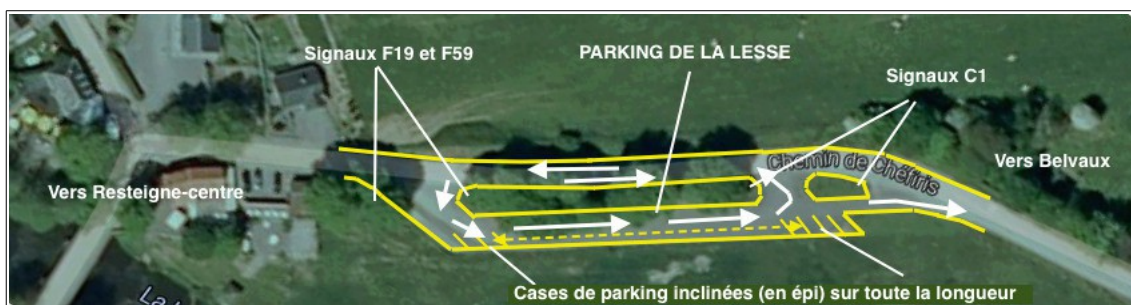 Signaux F19 et F59
PARKING DE LA LESSE
Signaux C1
Chemin de Chéfiris
Vers Belvaux
Vers Resteigne-centre
La
Cases de parking inclinées (en épi) sur toute la longueur